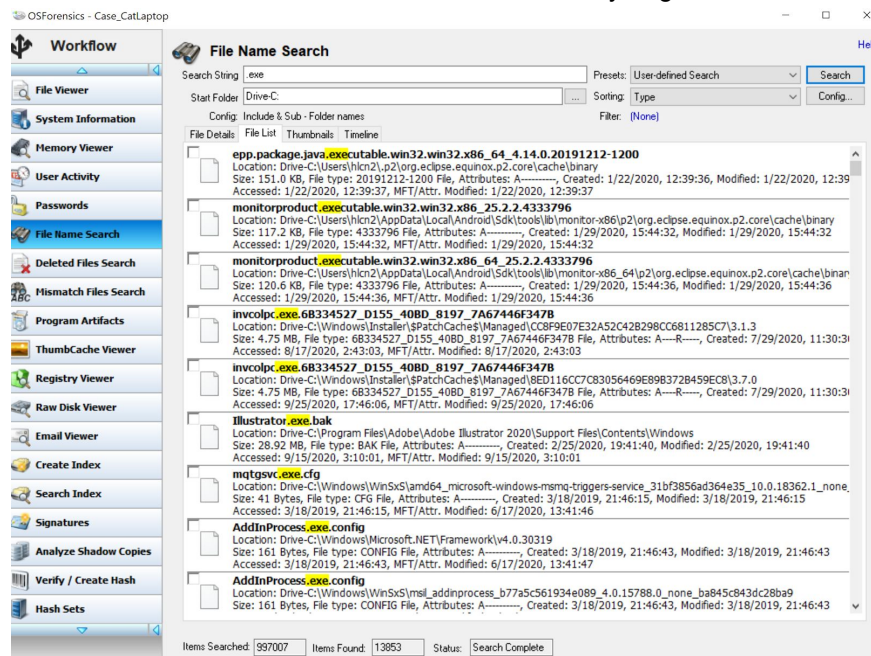 OSForensics - Case_CatLaptop
Workflow
File Viewer
System Information
Memory Viewer
User Activity
Passwords
File Name Search
Deleted Files Search
Mismatch Files Search
Program Artifacts
ThumbCache Viewer
Registry Viewer
Raw Disk Viewer
Email Viewer
Create Index
Search Index
Signatures
Analyze Shadow Copies
Verify / Create Hash
Hash Sets
File Name Search
Hel
Search String .exe Presets: User-defined Search Search
Start Folder Drive-C: ... Sorting: Type Config...
Config: Include & Sub - Folder names Filter: (None)
File Details File List Thumbnails Timeline
epp.package.java.executable.win32.win32.x86_64_4.14.0.20191212-1200
Location: Drive-C:\Users\hlcn2\.p2\org.eclipse.equinox.p2.core\cache\binary
Size: 151.0 KB, File type: 20191212-1200 File, Attributes: A----------, Created: 1/22/2020, 12:39:36, Modified: 1/22/2020, 12:39
Accessed: 1/22/2020, 12:39:37, MFT/Attr. Modified: 1/22/2020, 12:39:37
monitorproduct.executable.win32.win32.x86_25.2.2.4333796
Location: Drive-C:\Users\hlcn2\AppData\Local\Android\Sdk\tools\lib\monitor-x86\p2\org.eclipse.equinox.p2.core\cache\binary
Size: 117.2 KB, File type: 4333796 File, Attributes: A----------, Created: 1/29/2020, 15:44:32, Modified: 1/29/2020, 15:44:32
Accessed: 1/29/2020, 15:44:32, MFT/Attr. Modified: 1/29/2020, 15:44:32
monitorproduct.executable.win32.win32.x86_64_25.2.2.4333796
Location: Drive-C:\Users\hlcn2\AppData\Local\Android\Sdk\tools\lib\monitor-x86_64\p2\org.eclipse.equinox.p2.core\cache\binar
Size: 120.6 KB, File type: 4333796 File, Attributes: A----------, Created: 1/29/2020, 15:44:36, Modified: 1/29/2020, 15:44:36
Accessed: 1/29/2020, 15:44:36, MFT/Attr. Modified: 1/29/2020, 15:44:36
invcolpc.exe.6B334527_D155_40BD_8197_7A67446F347B
Location: Drive-C:\Windows\Installer\$PatchCache$\Managed\CC8F9E07E32A52C42B298CC6811285C7\3.1.3
Size: 4.75 MB, File type: 6B334527_D155_40BD_8197_7A67446F347B File, Attributes: A----R-----, Created: 7/29/2020, 11:30:3
Accessed: 8/17/2020, 2:43:03, MFT/Attr. Modified: 8/17/2020, 2:43:03
invcolpc.exe.6B334527_D155_40BD_8197_7A67446F347B
Location: Drive-C:\Windows\Installer\$PatchCache$\Managed\8ED116CC7C83056469E89B372B459EC8\3.7.0
Size: 4.75 MB, File type: 6B334527_D155_40BD_8197_7A67446F347B File, Attributes: A----R-----, Created: 7/29/2020, 11:30:3
Accessed: 9/25/2020, 17:46:06, MFT/Attr. Modified: 9/25/2020, 17:46:06
Illustrator.exe.bak
Location: Drive-C:\Program Files\Adobe\Adobe Illustrator 2020\Support Files\Contents\Windows
Size: 28.92 MB, File type: BAK File, Attributes: A----------, Created: 2/25/2020, 19:41:40, Modified: 2/25/2020, 19:41:40
Accessed: 9/15/2020, 3:10:01, MFT/Attr. Modified: 9/15/2020, 3:10:01
mqtgsvc.exe.cfg
Location: Drive-C:\Windows\WinSxS\amd64_microsoft-windows-msmq-triggers-service_31bf3856ad364e35_10.0.18362.1_none_
Size: 41 Bytes, File type: CFG File, Attributes: A----------, Created: 3/18/2019, 21:46:15, Modified: 3/18/2019, 21:46:15
Accessed: 3/18/2019, 21:46:15, MFT/Attr. Modified: 6/17/2020, 13:41:46
AddInProcess.exe.config
Location: Drive-C:\Windows\Microsoft.NET\Framework\v4.0.30319
Size: 161 Bytes, File type: CONFIG File, Attributes: A----------, Created: 3/18/2019, 21:46:43, Modified: 3/18/2019, 21:46:43
Accessed: 3/18/2019, 21:46:43, MFT/Attr. Modified: 6/17/2020, 13:41:47
AddInProcess.exe.config
Location: Drive-C:\Windows\WinSxS\msil_addinprocess_b77a5c561934e089_4.0.15788.0_none_ba845c843dc28ba9
Size: 161 Bytes, File type: CONFIG File, Attributes: A----------, Created: 3/18/2019, 21:46:43, Modified: 3/18/2019, 21:46:43
Items Searched: 997007 Items Found: 13853 Status: Search Complete